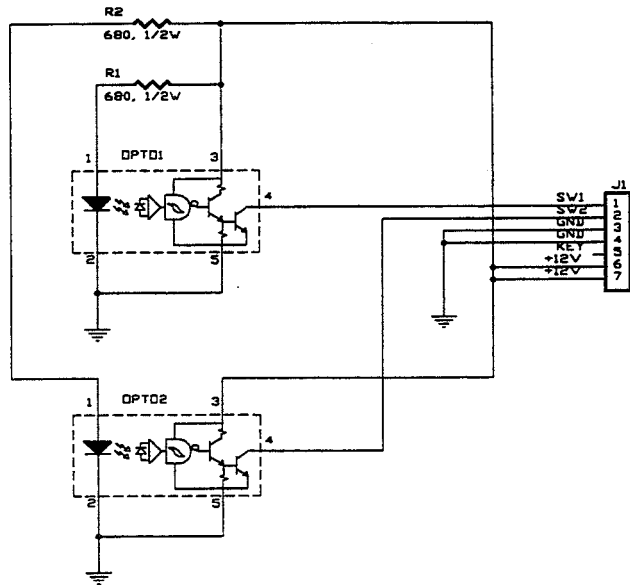 R2
680, 1/2W
R1
680, 1/2W
1
OPTO1
3
4
2
5
J1
SW1
1
SW2
2
GND
3
GND
4
KEY
5
+12V
6
+12V
7
1
OPTO2
3
4
2
5